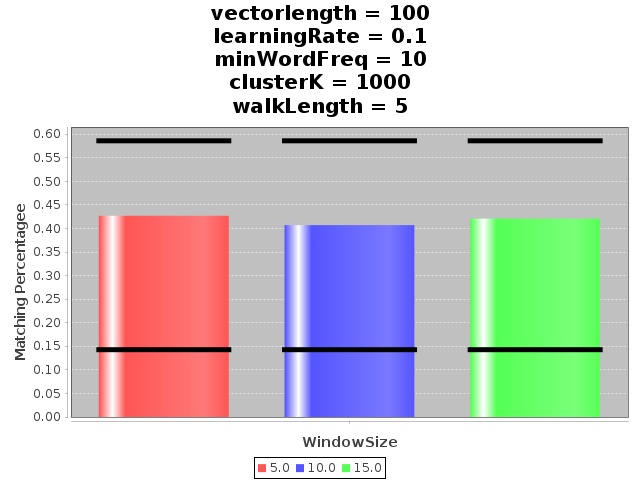 vectorlength = 100
learningRate = 0.1
minWordFreq = 10
clusterK = 1000
walkLength = 5
0.60
0.55
0.50
0.45
0.40
0.35
0.30
0.25
0.20
0.15
0.10
0.05
0.00
Matching Percentagee
WindowSize
5.0 10.0 15.0